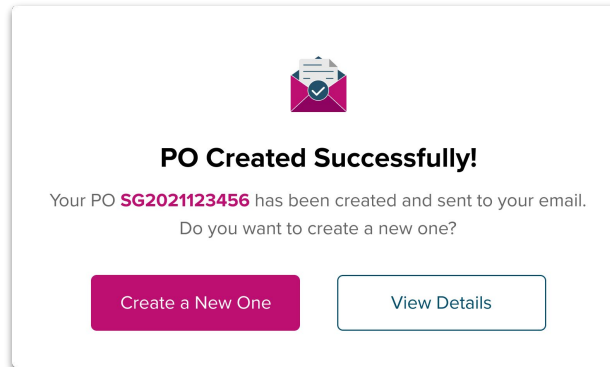 PO Created Successfully!
Your PO SG2021123456 has been created and sent to your email.
Do you want to create a new one?
Create a New One
View Details